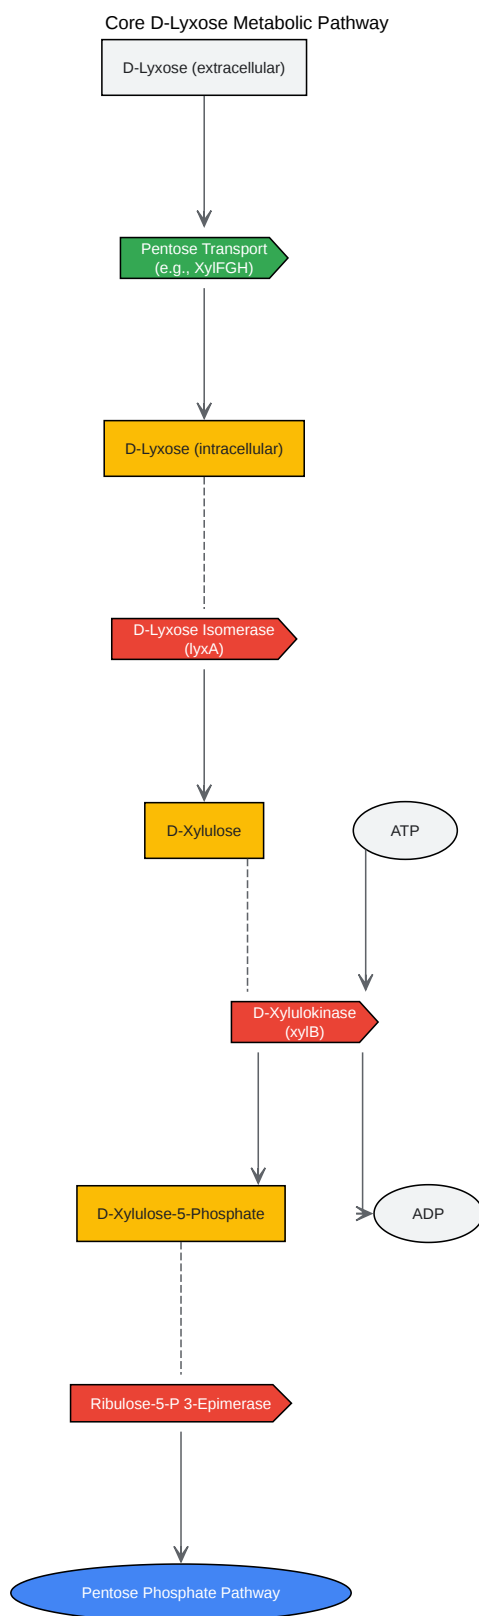 Core D-Lyxose Metabolic Pathway
D-Lyxose (extracellular)
Pentose Transport
(e.g., XylFGH)
D-Lyxose (intracellular)
D-Lyxose Isomerase
(lyxA)
D-Xylulose
ATP
D-Xylulokinase
(xylB)
D-Xylulose-5-Phosphate
ADP
Ribulose-5-P 3-Epimerase
Pentose Phosphate Pathway